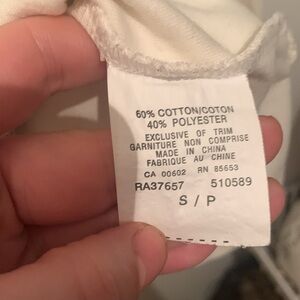 60% COTTON/COTON
40% POLYESTER
EXCLUSIVE OF TRIM
GARNITURE NON COMPRISE
MADE IN CHINA
FABRIQUE AU CHINE
CA 00602 RN 85653
RA37657 510589
S / P